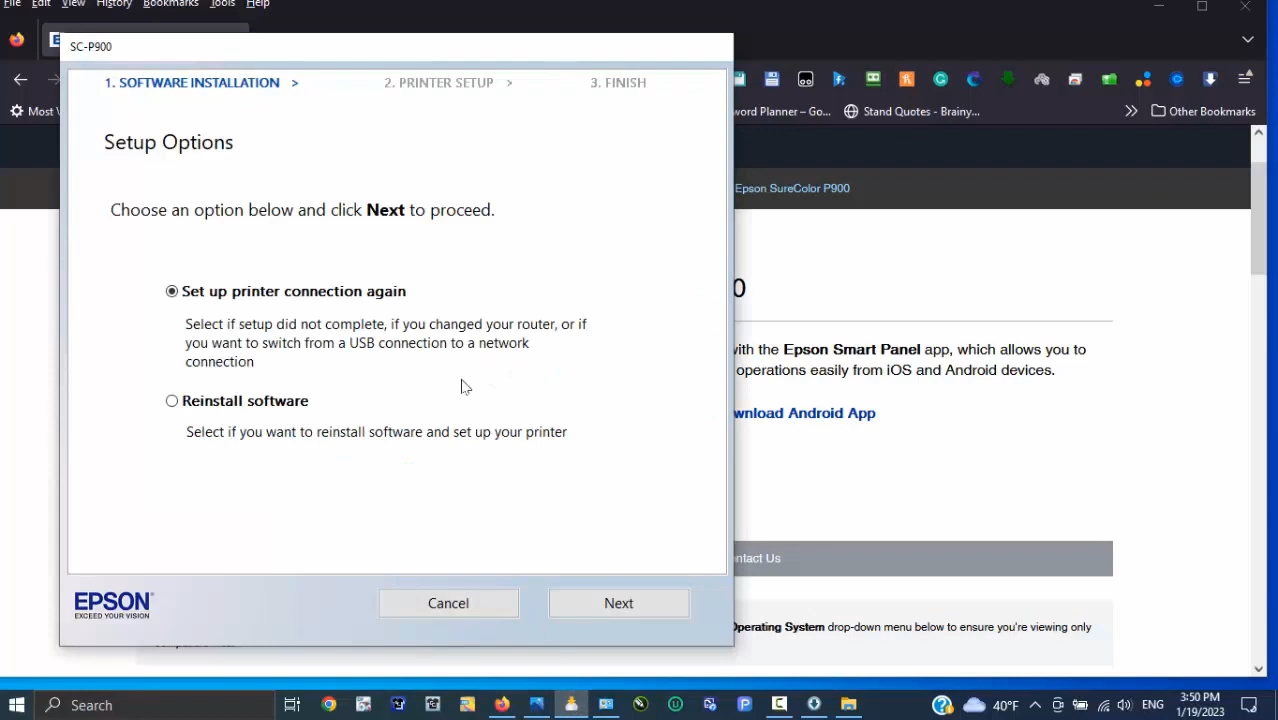 File Edit View History Bookmarks Tools Help
SC-P900
1. SOFTWARE INSTALLATION > 2. PRINTER SETUP > 3. FINISH
Most V
word Planner – Go...
Stand Quotes - Brainy...
Other Bookmarks
Setup Options
Epson SureColor P900
Choose an option below and click Next to proceed.
Set up printer connection again
0
Select if setup did not complete, if you changed your router, or if
you want to switch from a USB connection to a network
connection
with the Epson Smart Panel app, which allows you to
operations easily from iOS and Android devices.
Reinstall software
wnload Android App
Select if you want to reinstall software and set up your printer
ntact Us
EPSON
EXCEED YOUR VISION
Cancel
Next
Operating System drop-down menu below to ensure you're viewing only
Search
40°F
ENG
3:50 PM
1/19/2023